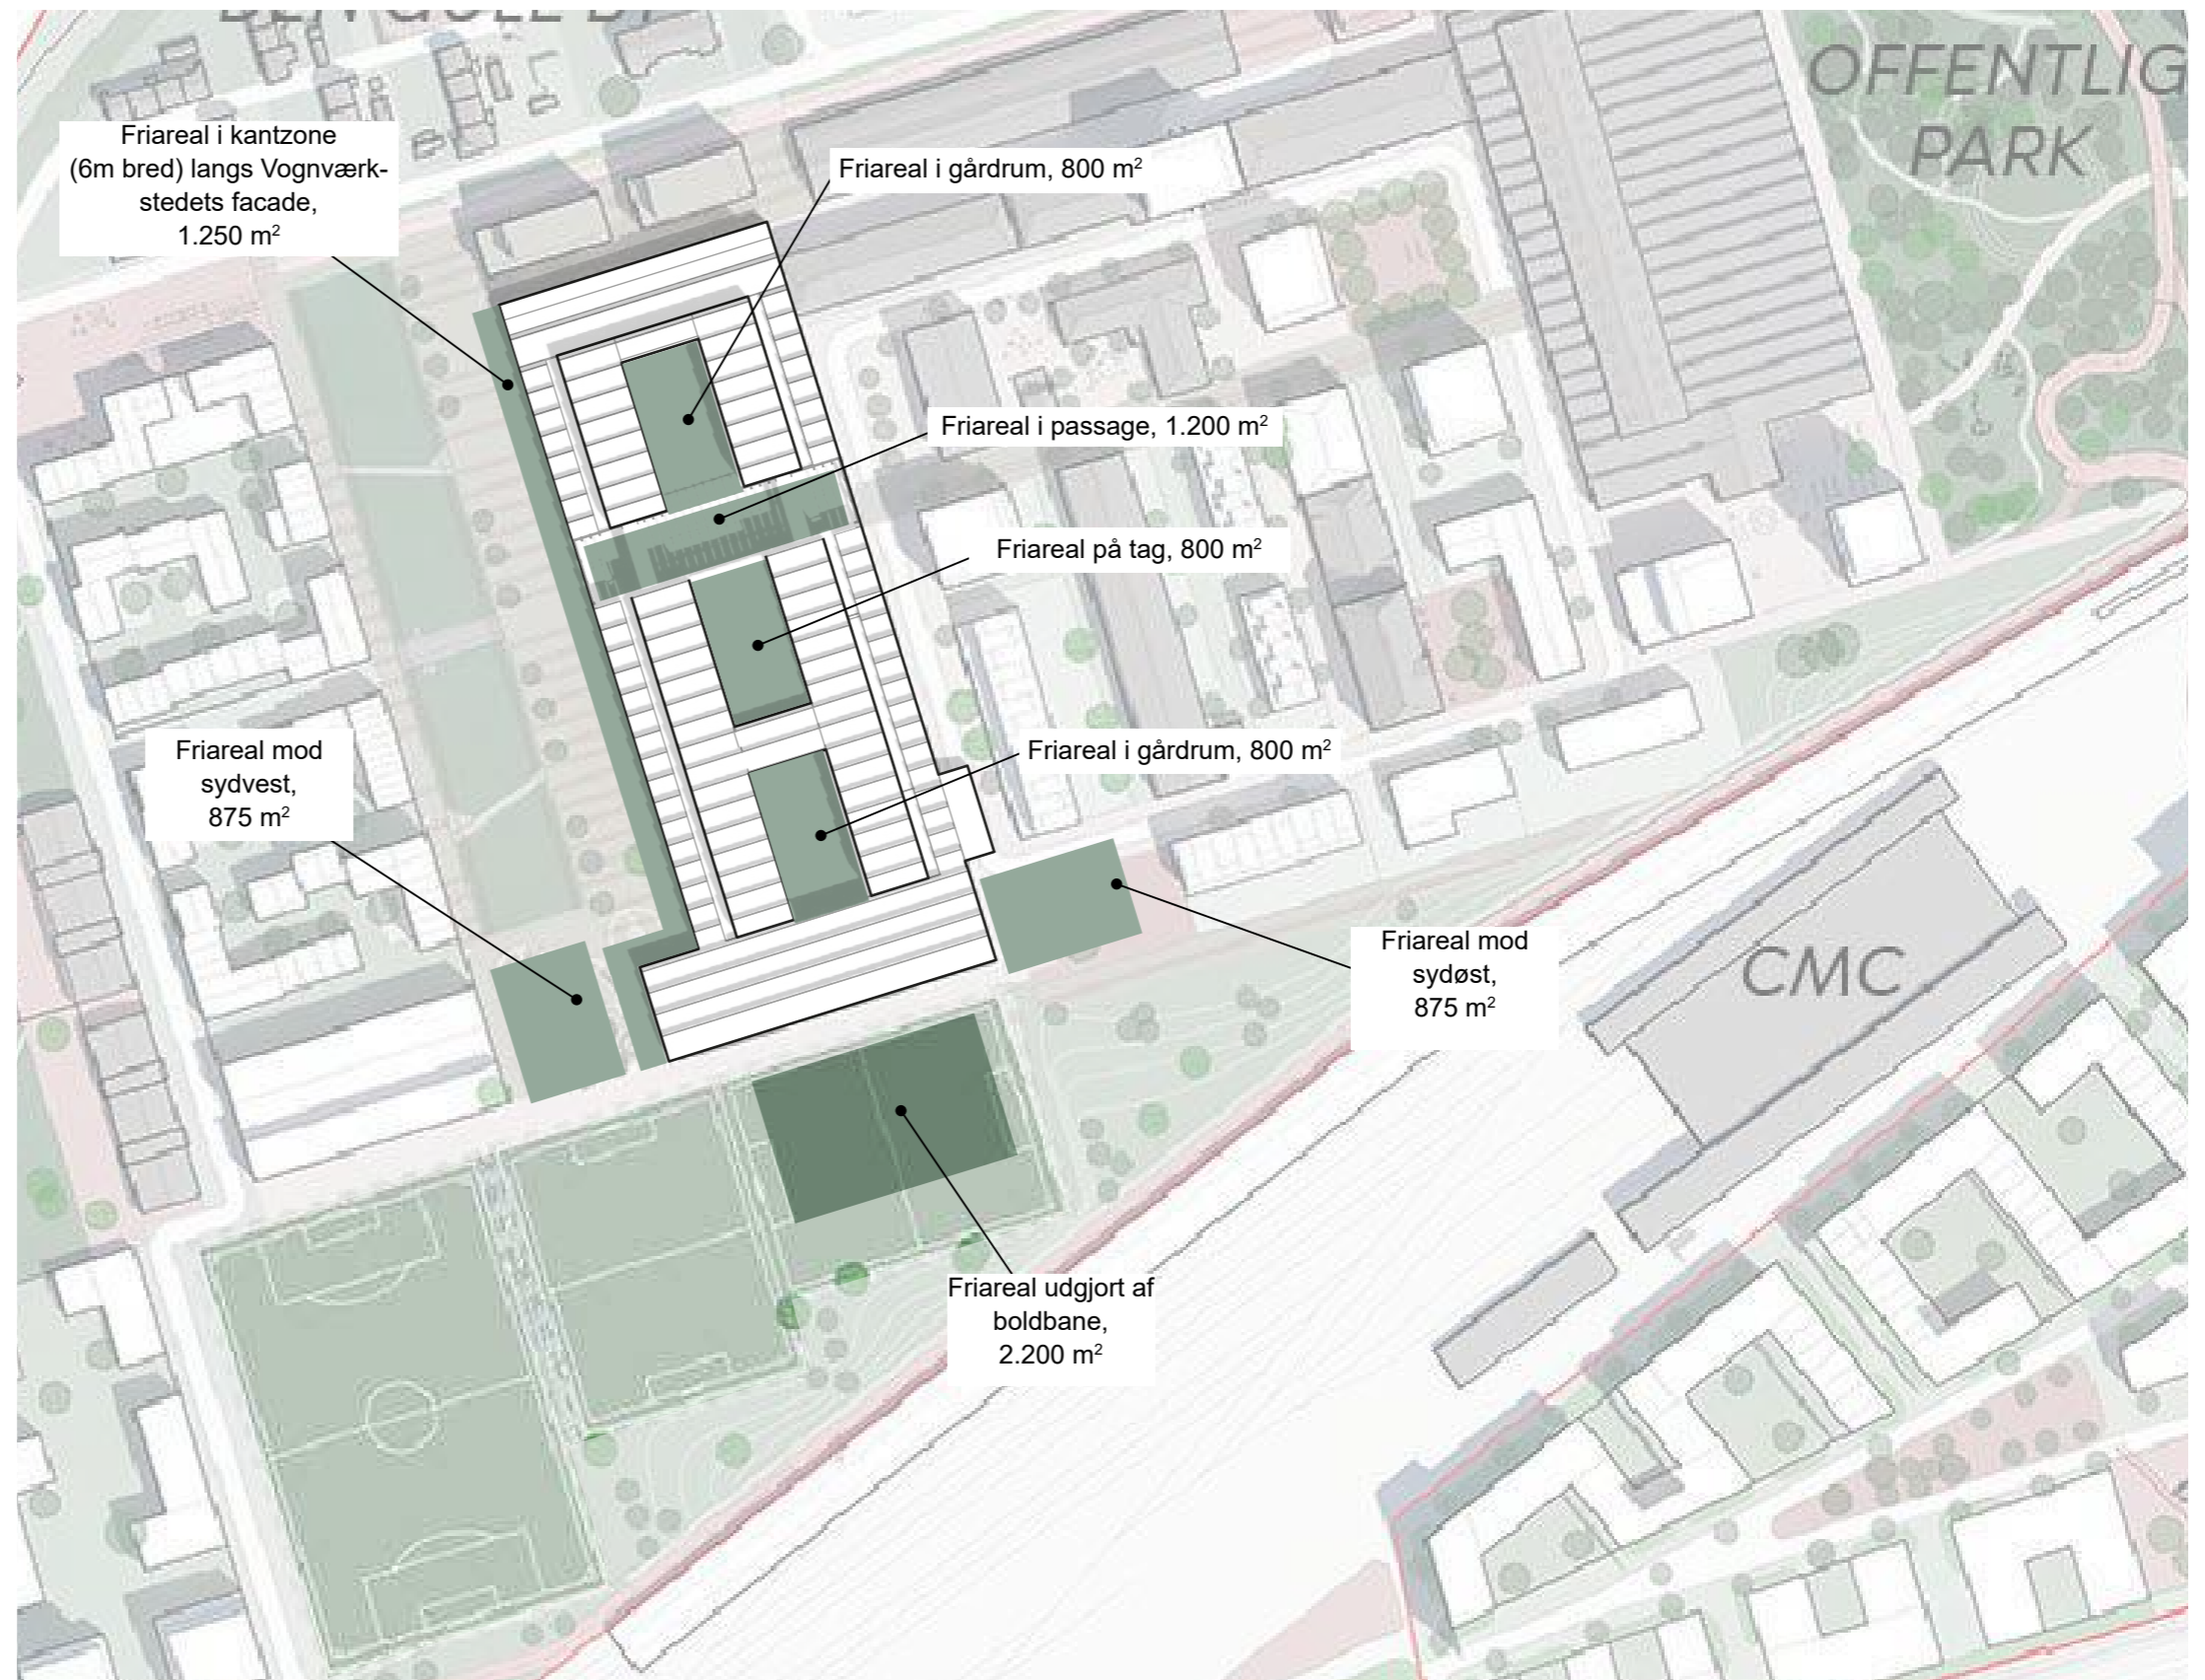 OFFENTLIG
PARK
Friareal i kantzone
(6m bred) langs Vognværk-
stedets facade,
1.250 m²
Friareal i gårdrum, 800 m²
Friareal i passage, 1.200 m²
Friareal på tag, 800 m²
Friareal i gårdrum, 800 m²
Friareal mod
sydvest,
875 m²
Friareal mod
sydøst,
875 m²
CMC
Friareal udgjort af
boldbane,
2.200 m²